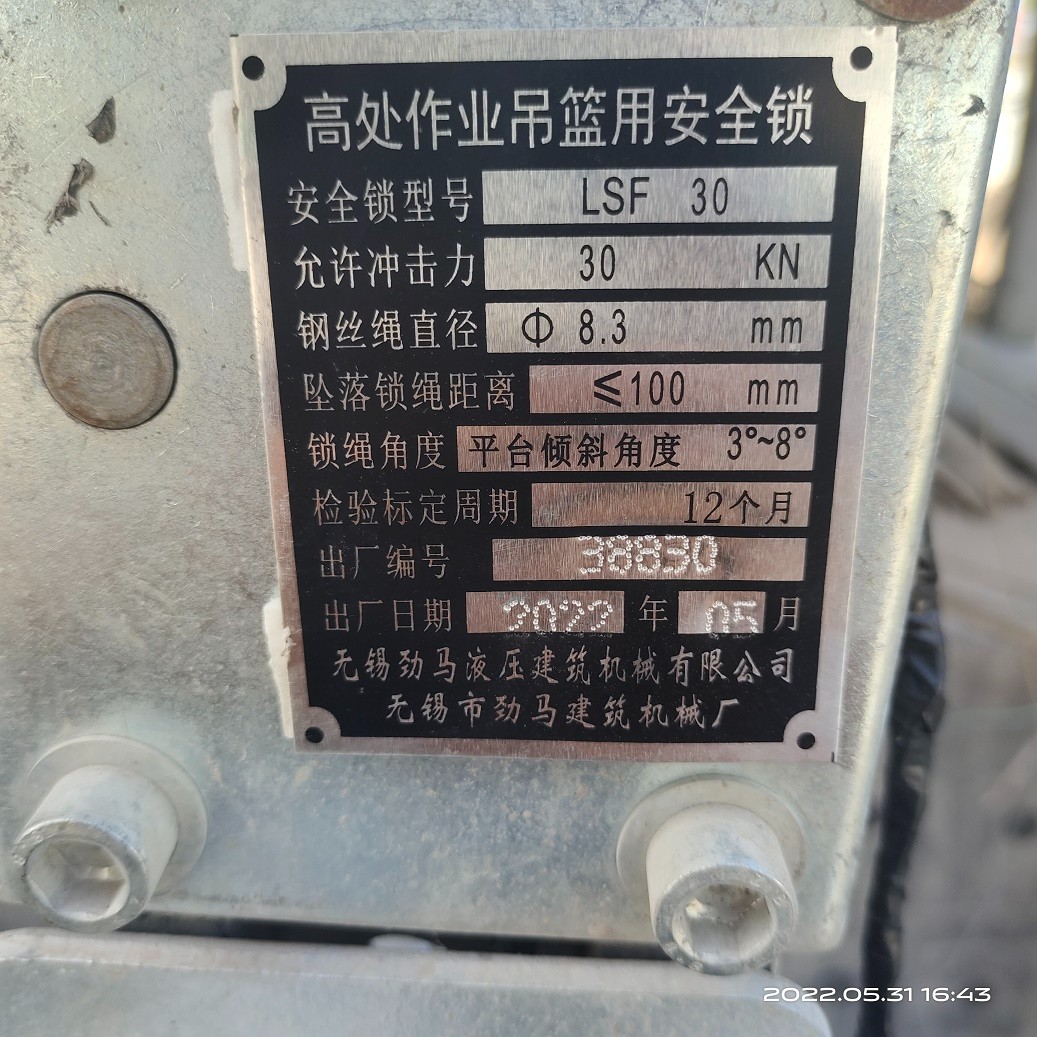 高处作业吊篮用安全锁
安全锁型号 LSF 30
允许冲击力 30 KN
钢丝绳直径 Φ 8.3 mm
坠落锁绳距离 ≤100 mm
锁绳角度 平台倾斜角度 3°~8°
检验标定周期 12个月
出厂编号 38830
出厂日期 2022 年 05 月
无锡劲马液压建筑机械有限公司
无锡市劲马建筑机械厂
2022.05.31 16:43